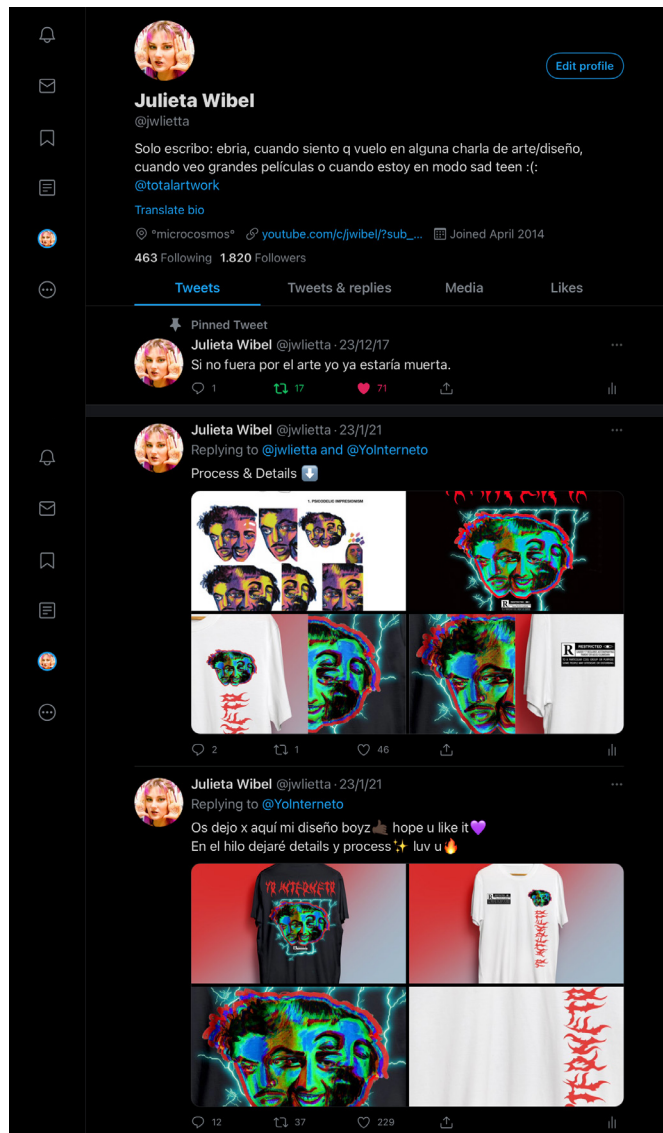 Edit profile
Julieta Wibel
@jwlietta
Solo escribo: ebria, cuando siento q vuelo en alguna charla de arte/diseño,
cuando veo grandes películas o cuando estoy en modo sad teen :(:
@totalartwork
Translate bio
°microcosmos° youtube.com/c/jwibel/?sub_... Joined April 2014
463 Following 1.820 Followers
Tweets Tweets & replies Media Likes
Pinned Tweet
Julieta Wibel @jwlietta · 23/12/17
Si no fuera por el arte yo ya estaría muerta.
1 17 71
Julieta Wibel @jwlietta · 23/1/21
Replying to @jwlietta and @YoInterneto
Process & Details ⬇️
1. PSICODELIC IMPRESIONISM
R
R RESTRICTED
2 1 46
Julieta Wibel @jwlietta · 23/1/21
Replying to @YoInterneto
Os dejo x aquí mi diseño boyz🤙🏿 hope u like it💜
En el hilo dejaré details y process✨ luv u🔥
YO INTERNETO
YO INTERNETO
12 37 229